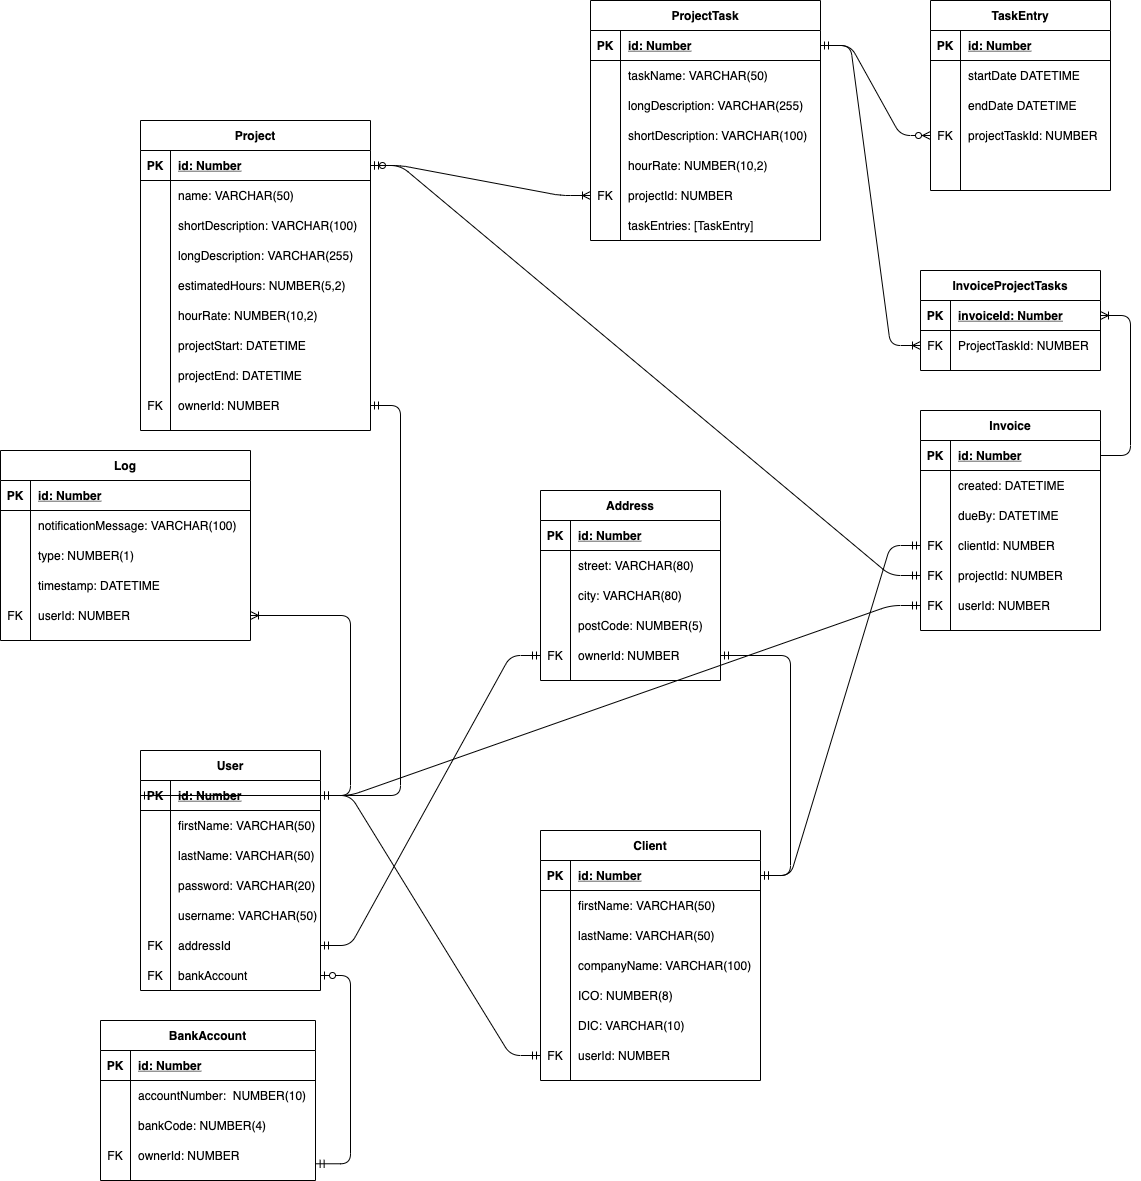 ProjectTask
PK id: Number
taskName: VARCHAR(50)
longDescription: VARCHAR(255)
shortDescription: VARCHAR(100)
hourRate: NUMBER(10,2)
FK projectId: NUMBER
taskEntries: [TaskEntry]
TaskEntry
PK id: Number
startDate DATETIME
endDate DATETIME
FK projectTaskId: NUMBER
Project
PK id: Number
name: VARCHAR(50)
shortDescription: VARCHAR(100)
longDescription: VARCHAR(255)
estimatedHours: NUMBER(5,2)
hourRate: NUMBER(10,2)
projectStart: DATETIME
projectEnd: DATETIME
FK ownerId: NUMBER
InvoiceProjectTasks
PK invoiceId: Number
FK ProjectTaskId: NUMBER
Invoice
PK id: Number
created: DATETIME
dueBy: DATETIME
FK clientId: NUMBER
FK projectId: NUMBER
FK userId: NUMBER
Log
PK id: Number
notificationMessage: VARCHAR(100)
type: NUMBER(1)
timestamp: DATETIME
FK userId: NUMBER
Address
PK id: Number
street: VARCHAR(80)
city: VARCHAR(80)
postCode: NUMBER(5)
FK ownerId: NUMBER
User
PK id: Number
firstName: VARCHAR(50)
lastName: VARCHAR(50)
password: VARCHAR(20)
username: VARCHAR(50)
FK addressId
FK bankAccount
Client
PK id: Number
firstName: VARCHAR(50)
lastName: VARCHAR(50)
companyName: VARCHAR(100)
ICO: NUMBER(8)
DIC: VARCHAR(10)
FK userId: NUMBER
BankAccount
PK id: Number
accountNumber: NUMBER(10)
bankCode: NUMBER(4)
FK ownerId: NUMBER